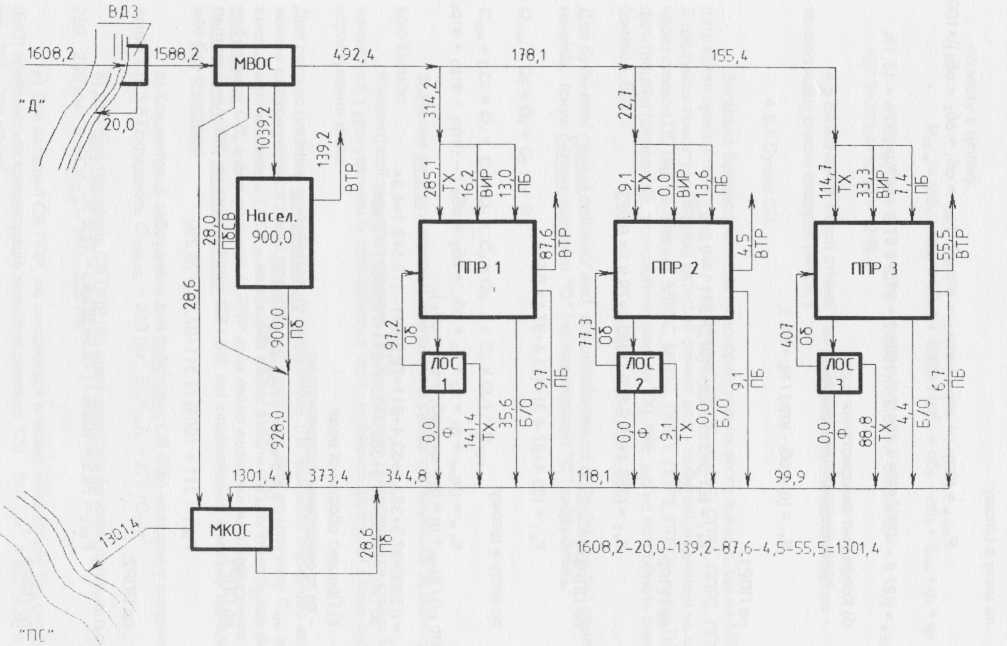 ВДЗ
1608,2
1588,2
МВОС
492,4
178,1
155,4
"Д"
20,0
1039,2
139,2
ВТР
314,2
22,7
285,1
ТХ
16,2
ВИР
13,0
ПБ
9,1
ТХ
0,0
ВИР
13,6
ПБ
114,7
ТХ
33,3
ВИР
7,4
ПБ
Насел.
900,0
28,0
ПбСВ
28,6
ППР 1
87,6
ВТР
ППР 2
4,5
ВТР
ППР 3
55,5
ВТР
900,0
Пб
97,2
Об
ЛОС
1
9,7
ПБ
77,3
Об
ЛОС
2
9,1
ПБ
407
Об
ЛОС
3
6,7
ПБ
928,0
0,0
Ф
141,4
ТХ
35,6
Б/О
0,0
Ф
9,1
ТХ
0,0
Б/О
0,0
Ф
88,8
ТХ
4,4
Б/О
1301,4
373,4
344,8
118,1
99,9
МКОС
1301,4
28,6
Пб
1608,2-20,0-139,2-87,6-4,5-55,5=1301,4
"ПС"